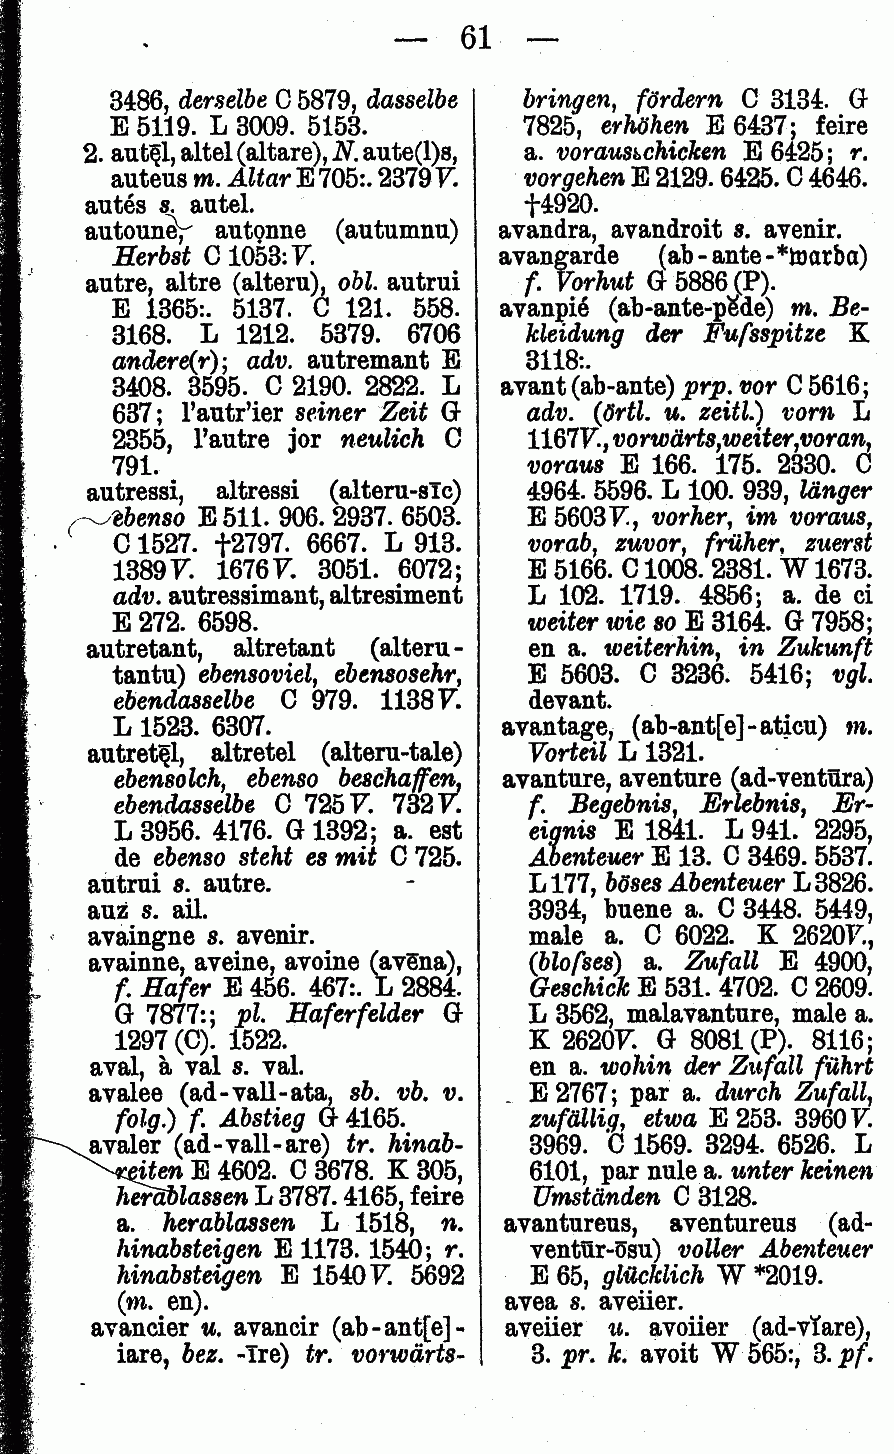 — 61 —
3486, derselbe C 5879, dasselbe
E 5119. L 3009. 5153.
2. autęl, altel (altare), N. aute(l)s,
auteus m. Altar E 705:. 2379 V.
autés s. autel.
autoune, autonne (autumnu)
Herbst C 1053: V.
autre, altre (alteru), obl. autrui
E 1365:. 5137. C 121. 558.
3168. L 1212. 5379. 6706
andere(r); adv. autremant E
3408. 3595. C 2190. 2822. L
637; l'autr'ier seiner Zeit G
2355, l'autre jor neulich C
791.
autressi, altressi (alteru-sīc)
ebenso E 511. 906. 2937. 6503.
C 1527. †2797. 6667. L 913.
1389 V. 1676 V. 3051. 6072;
adv. autressimant, altresiment
E 272. 6598.
autretant, altretant (alteru-
tantu) ebensoviel, ebensosehr,
ebendasselbe C 979. 1138 V.
L 1523. 6307.
autretęl, altretel (alteru-tale)
ebensolch, ebenso beschaffen,
ebendasselbe C 725 V. 732 V.
L 3956. 4176. G 1392; a. est
de ebenso steht es mit C 725.
autrui s. autre.
auz s. ail.
avaingne s. avenir.
avainne, aveine, avoine (avēna),
f. Hafer E 456. 467:. L 2884.
G 7877:; pl. Haferfelder G
1297 (C). 1522.
aval, à val s. val.
avalee (ad-vall-ata, sb. vb. v.
folg.) f. Abstieg G 4165.
avaler (ad-vall-are) tr. hinab-
reiten E 4602. C 3678. K 305,
herablassen L 3787. 4165, feire
a. herablassen L 1518, n.
hinabsteigen E 1173. 1540; r.
hinabsteigen E 1540 V. 5692
(m. en).
avancier u. avancir (ab-ant[e]-
iare, bez. -īre) tr. vorwärts-
bringen, fördern C 3134. G
7825, erhöhen E 6437; feire
a. vorausschicken E 6425; r.
vorgehen E 2129. 6425. C 4646.
†4920.
avandra, avandroit s. avenir.
avangarde (ab-ante-*warba)
f. Vorhut G 5886 (P).
avanpié (ab-ante-pĕde) m. Be-
kleidung der Fufsspitze K
3118:.
avant (ab-ante) prp. vor C 5616;
adv. (örtl. u. zeitl.) vorn L
1167 V., vorwärts, weiter, voran,
voraus E 166. 175. 2330. C
4964. 5596. L 100. 939, länger
E 5603 V., vorher, im voraus,
vorab, zuvor, früher, zuerst
E 5166. C 1008. 2381. W 1673.
L 102. 1719. 4856; a. de ci
weiter wie so E 3164. G 7958;
en a. weiterhin, in Zukunft
E 5603. C 3236. 5416; vgl.
devant.
avantage, (ab-ant[e]-aticu) m.
Vorteil L 1321.
avanture, aventure (ad-ventūra)
f. Begebnis, Erlebnis, Er-
eignis E 1841. L 941. 2295,
Abenteuer E 13. C 3469. 5537.
L 177, böses Abenteuer L 3826.
3934, buene a. C 3448. 5449,
male a. C 6022. K 2620 V.,
(blofses) a. Zufall E 4900,
Geschick E 531. 4702. C 2609.
L 3562, malavanture, male a.
K 2620 V. G 8081 (P). 8116;
en a. wohin der Zufall führt
E 2767; par a. durch Zufall,
zufällig, etwa E 253. 3960 V.
3969. C 1569. 3294. 6526. L
6101, par nule a. unter keinen
Umständen C 3128.
avantureus, aventureus (ad-
ventūr-ōsu) voller Abenteuer
E 65, glücklich W *2019.
avea s. aveiier.
aveiier u. avoiier (ad-vĭare),
3. pr. k. avoit W 565:, 3. pf.